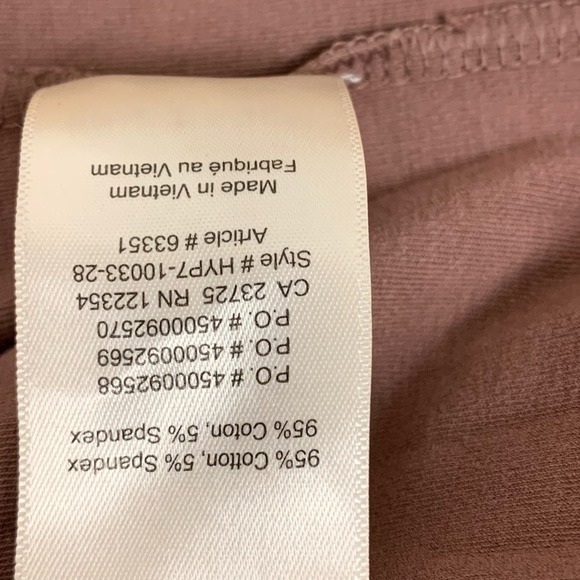 95% Cotton, 5% Spandex
95% Coton, 5% Spandex
P.O. # 4500092568
P.O. # 4500092569
P.O. # 4500092570
CA 23725 RN 122354
Style # HYP7-10033-28
Article # 63351
Made in Vietnam
Fabriqué au Vietnam